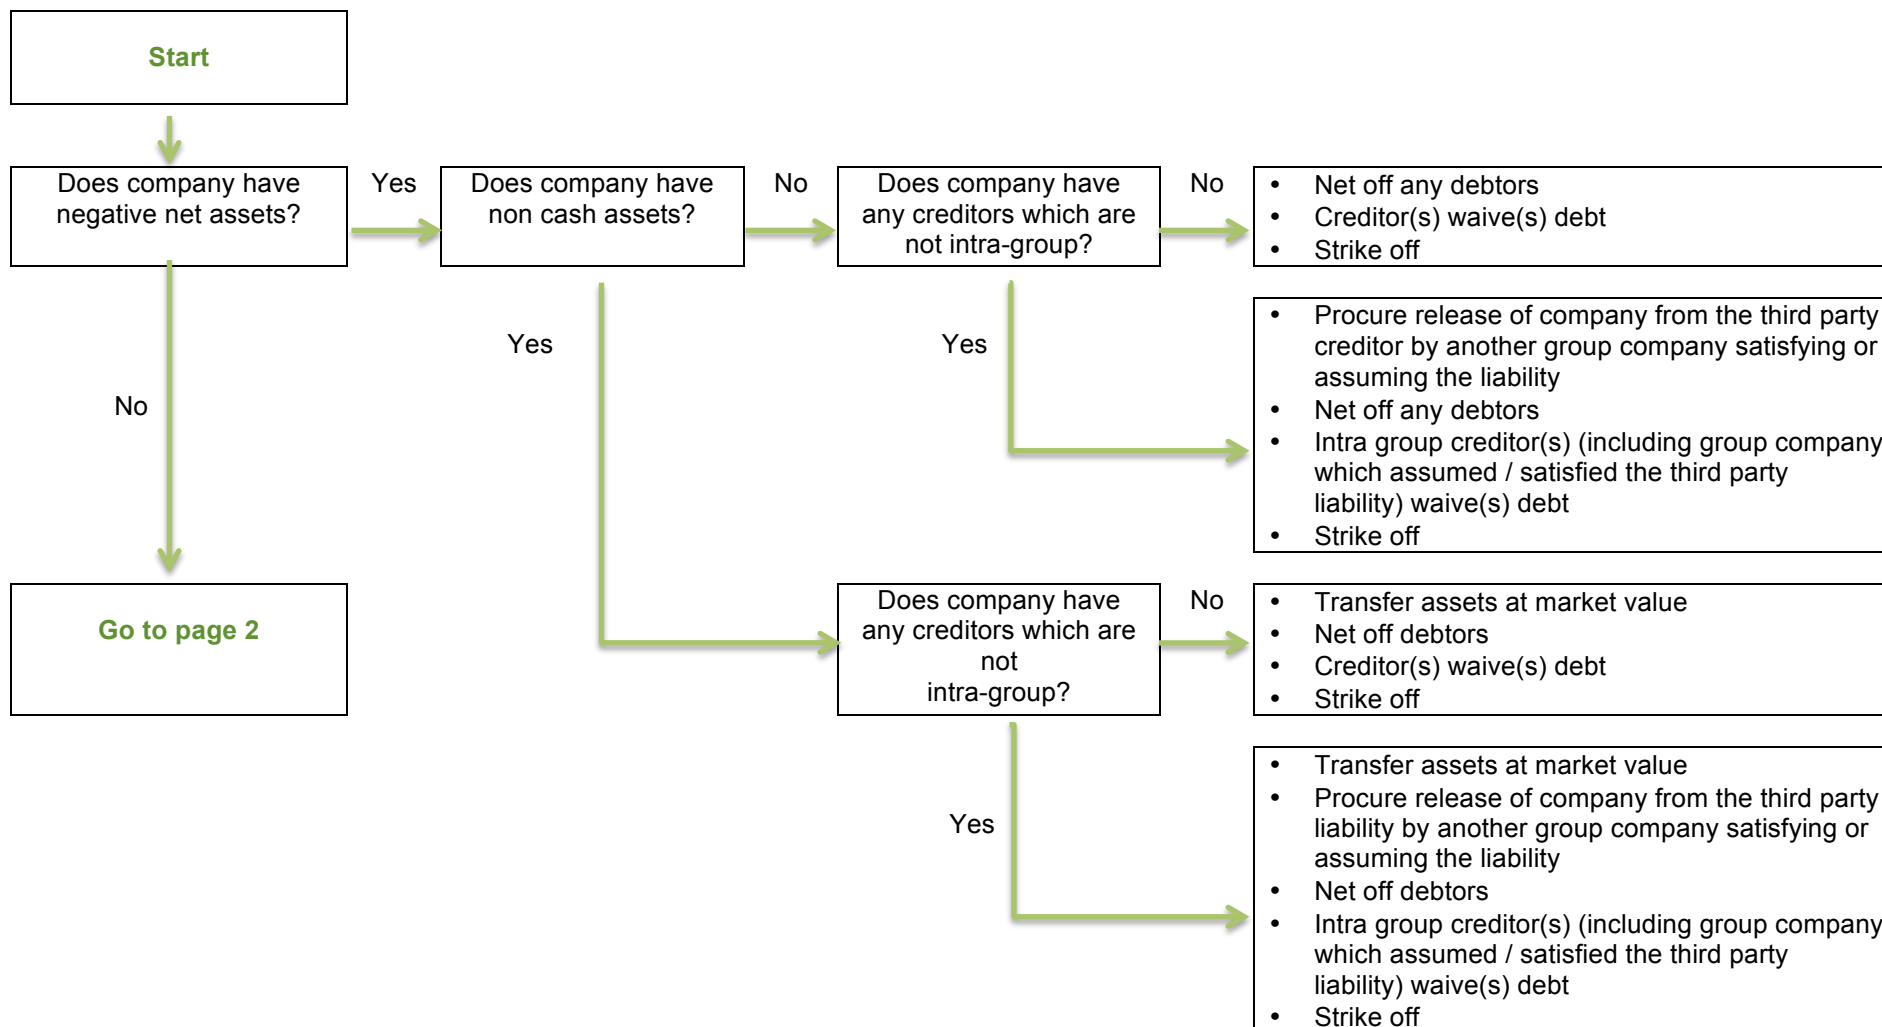 Start
Does company have
negative net assets?
Yes
Does company have
non cash assets?
No
Does company have
any creditors which are
not intra-group?
No
• Net off any debtors
• Creditor(s) waive(s) debt
• Strike off
Yes
Yes
• Procure release of company from the third party
creditor by another group company satisfying or
assuming the liability
• Net off any debtors
• Intra group creditor(s) (including group company
which assumed / satisfied the third party
liability) waive(s) debt
• Strike off
No
Go to page 2
Does company have
any creditors which are
not
intra-group?
No
• Transfer assets at market value
• Net off debtors
• Creditor(s) waive(s) debt
• Strike off
Yes
• Transfer assets at market value
• Procure release of company from the third party
liability by another group company satisfying or
assuming the liability
• Net off debtors
• Intra group creditor(s) (including group company
which assumed / satisfied the third party
liability) waive(s) debt
• Strike off